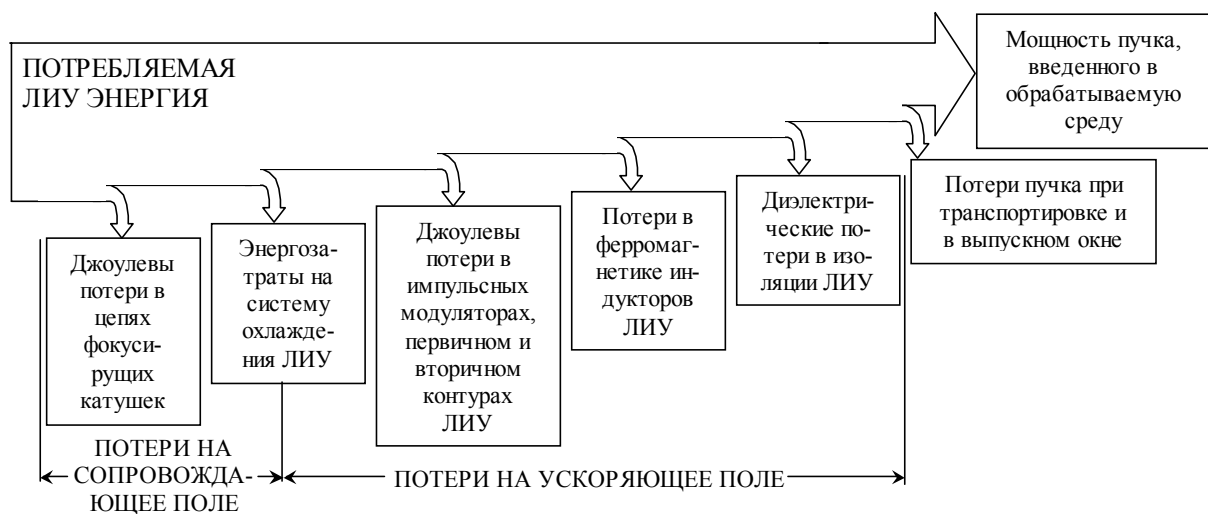 ПОТРЕБЛЯЕМАЯ
ЛИУ ЭНЕРГИЯ
Мощность пучка,
введенного в
обрабатываемую
среду
Джоулевы
потери в
цепях
фокуси-
рущих
катушек
Энергоза-
траты на
систему
охлажде-
ния ЛИУ
Джоулевы
потери в
импульсных
модуляторах,
первичном и
вторичном
контурах
ЛИУ
Потери в
ферромаг-
нетике ин-
дукторов
ЛИУ
Диэлектри-
ческие по-
тери в изо-
ляции ЛИУ
Потери пучка при
транспортировке и
в выпускном окне
ПОТЕРИ НА
СОПРОВОЖДА-
ЮЩЕЕ ПОЛЕ
ПОТЕРИ НА УСКОРЯЮЩЕЕ ПОЛЕ